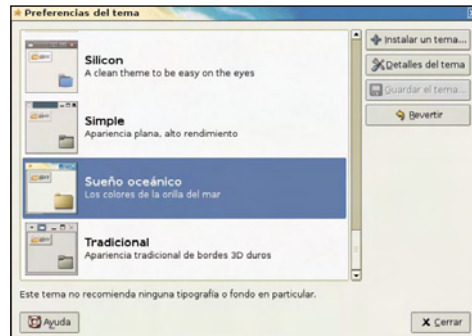 Preferencias del tema
Silicon
A clean theme to be easy on the eyes
Simple
Apariencia plana, alto rendimiento
Sueño oceánico
Los colores de la orilla del mar
Tradicional
Apariencia tradicional de bordes 3D duros
Instalar un tema...
Detalles del tema
Guardar el tema...
Revertir
Este tema no recomienda ninguna tipografía o fondo en particular.
Ayuda
Cerrar